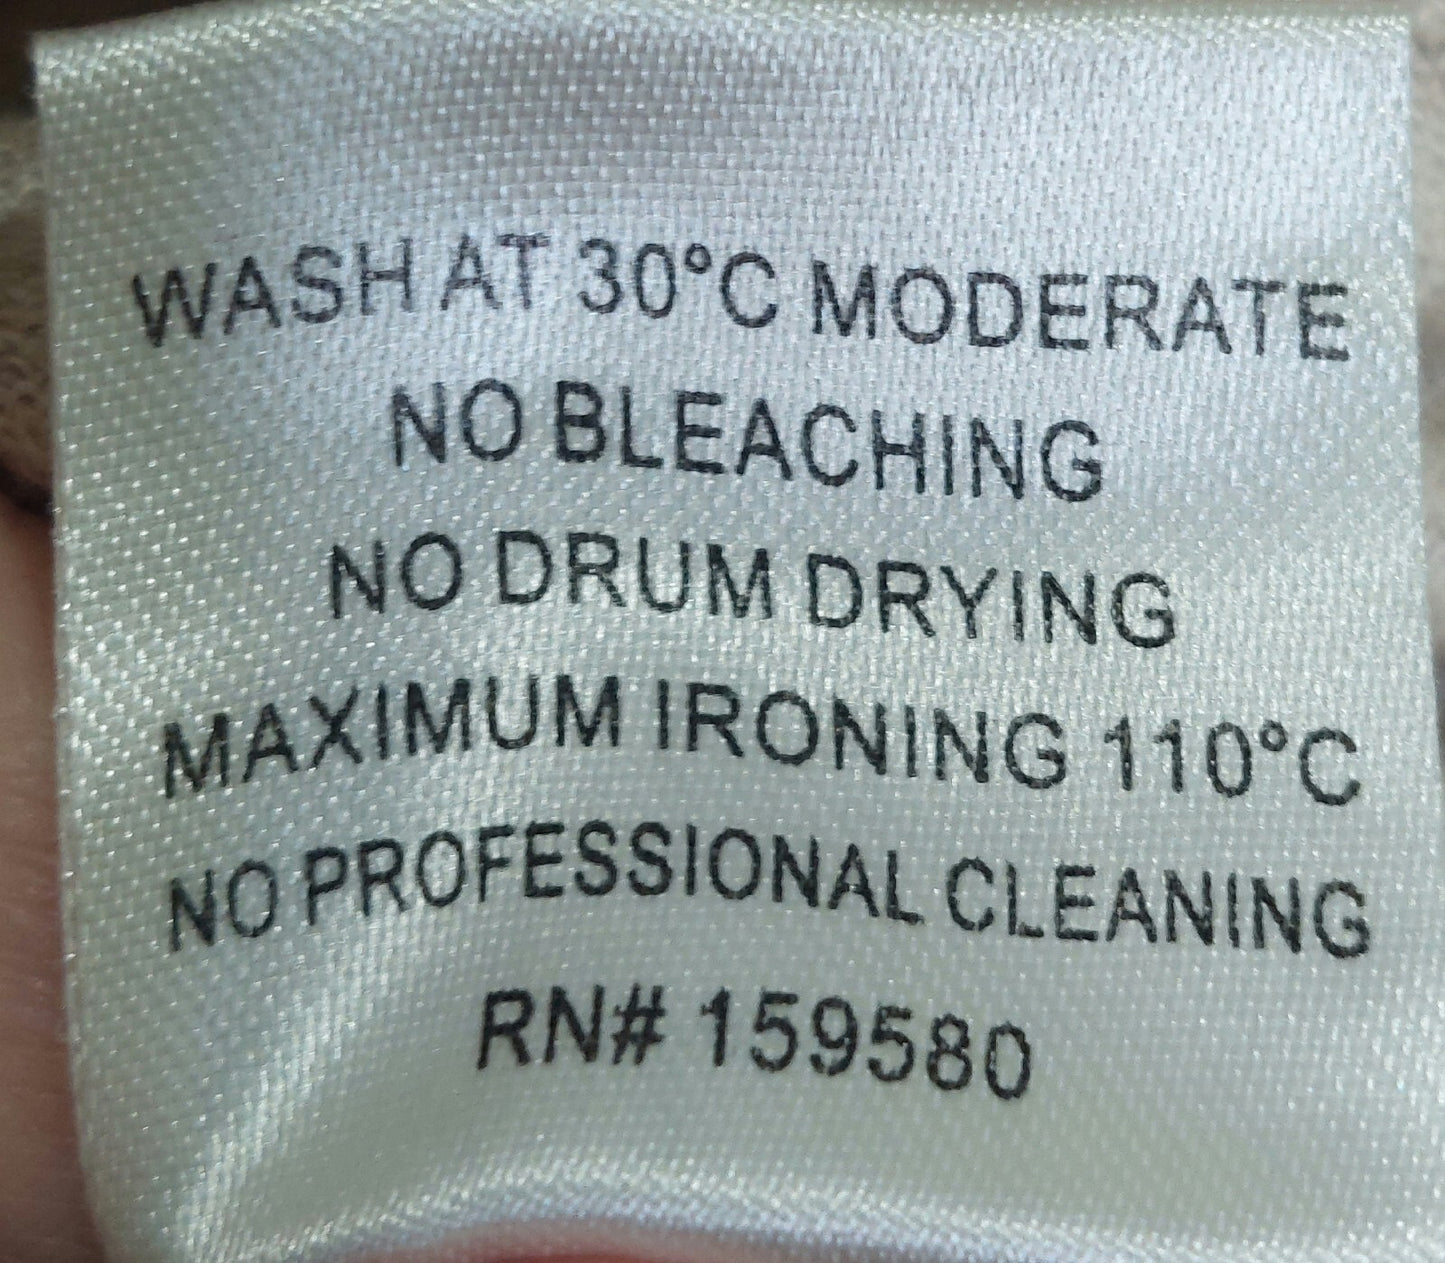 WASH AT 30°C MODERATE
NO BLEACHING
NO DRUM DRYING
MAXIMUM IRONING 110°C
NO PROFESSIONAL CLEANING
RN# 159580